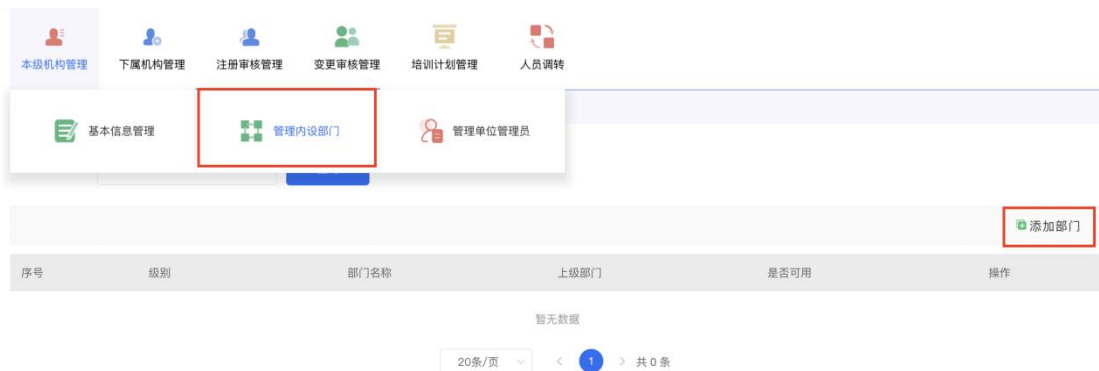 本级机构管理 下属机构管理 注册审核管理 变更审核管理 培训计划管理 人员调转
基本信息管理 管理内设部门 管理单位管理员
添加部门
序号 级别 部门名称 上级部门 是否可用 操作
暂无数据
20条/页 < 1 > 共 0 条